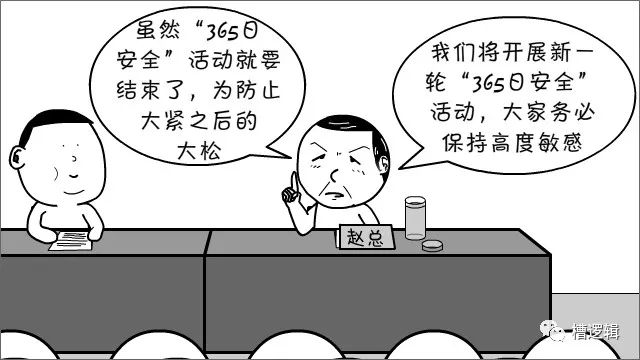 虽然“365日
安全”活动就要
结束了，为防止
大紧之后的
大松
我们将开展新一
轮“365日安全”
活动，大家务必
保持高度敏感
赵总
槽逻辑